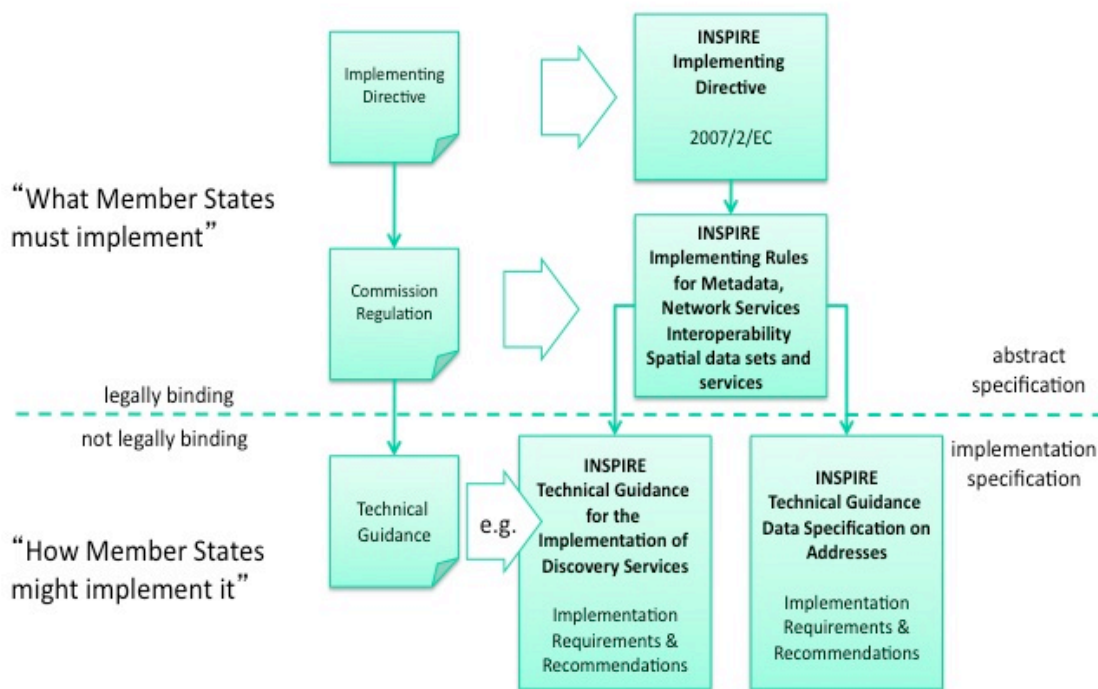 Implementing
Directive
INSPIRE
Implementing
Directive
2007/2/EC
“What Member States
must implement”
Commission
Regulation
INSPIRE
Implementing Rules
for Metadata,
Network Services
Interoperability
Spatial data sets and
services
abstract
specification
legally binding
not legally binding
implementation
specification
“How Member States
might implement it”
Technical
Guidance
e.g.
INSPIRE
Technical Guidance
for the
Implementation of
Discovery Services
Implementation
Requirements &
Recommendations
INSPIRE
Technical Guidance
Data Specification on
Addresses
Implementation
Requirements &
Recommendations